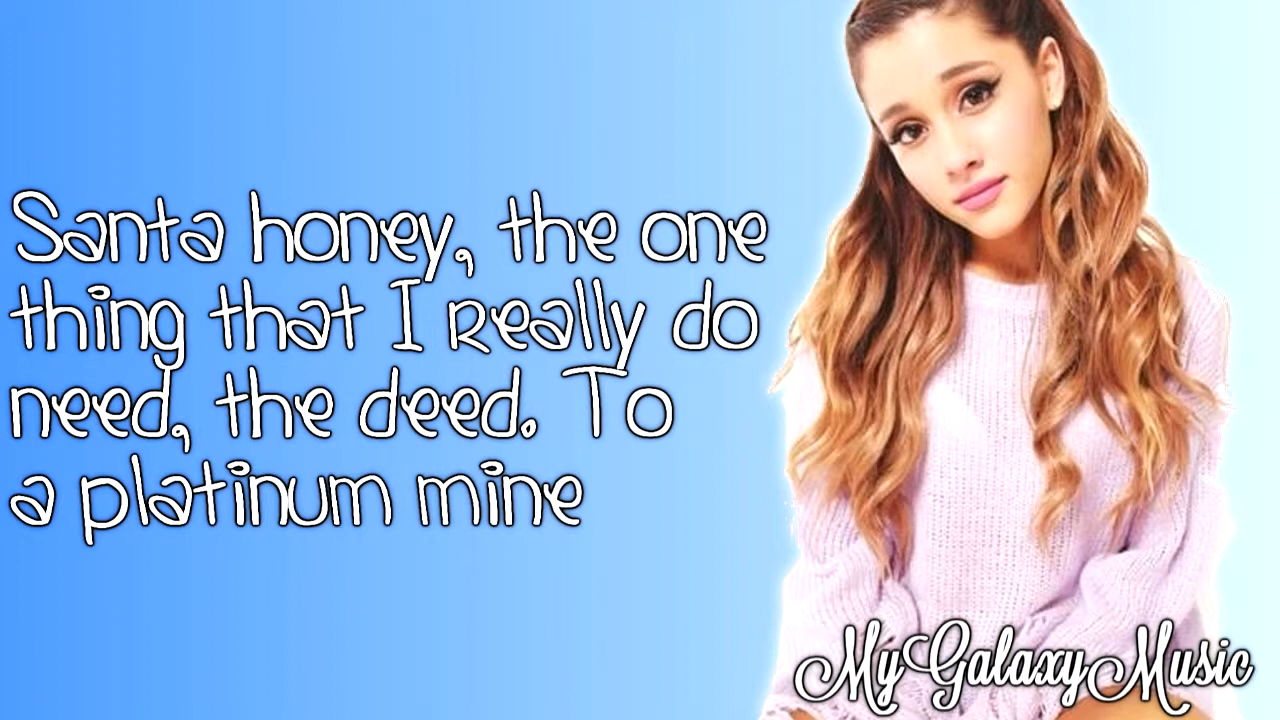 Santa honey, the one
thing that I really do
need, the deed. To
a platinum mine
MyGalaxyMusic